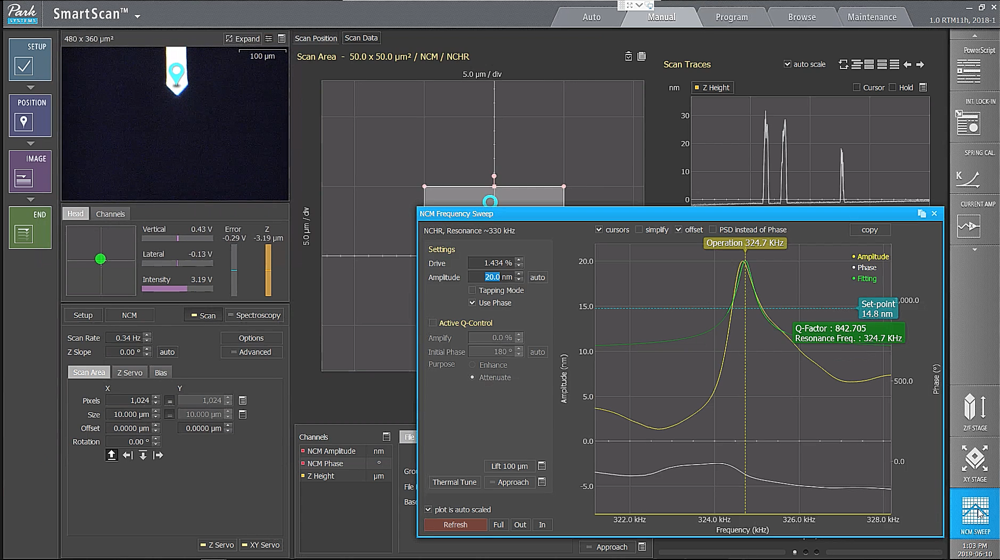 Park
SYSTEMS
SmartScan™
Auto
Manual
Program
Browse
Maintenance
1.0 RTM11h, 2018-1
SETUP
POSITION
IMAGE
END
480 x 360 µm²
Expand
100 µm
Scan Position
Scan Data
Scan Area - 50.0 x 50.0 µm² / NCM / NCHR
5.0 µm / div
5.0 µm / div
Scan Traces
auto scale
nm
Z Height
Cursor
Hold
30
20
10
0
PowerScript
INT. LOCK-IN
SPRING CAL.
K
CURRENT AMP
Z/F STAGE
XY STAGE
NCM SWEEP
1:03 PM
2019-06-10
Head
Channels
Vertical 0.43 V
Lateral -0.13 V
Intensity 3.19 V
Error
-0.29 V
Z
-3.19 µm
Setup
NCM
Scan
Spectroscopy
Scan Rate 0.34 Hz
Options
Z Slope 0.00 °
auto
Advanced
Scan Area
Z Servo
Bias
X Y
Pixels 1,024 = 1,024
Size 10.000 µm = 10.000 µm
Offset 0.0000 µm 0.0000 µm
Rotation 0.00 °
Z Servo
XY Servo
Channels
NCM Amplitude nm
NCM Phase °
Z Height µm
File
Grou
File
Base
Approach
NCM Frequency Sweep
NCHR, Resonance ~330 kHz
Settings
Drive 1.434 %
Amplitude 20.0 nm auto
Tapping Mode
Use Phase
Active Q-Control
Amplify 0.0 %
Initial Phase 180 ° auto
Purpose Enhance
Attenuate
Lift 100 µm
Thermal Tune
Approach
plot is auto scaled
Refresh
Full
Out
In
cursors
simplify
offset
PSD instead of Phase
copy
Operation 324.7 KHz
Amplitude
Phase
Fitting
Set-point
14.8 nm
,000.0
Q-Factor : 842.705
Resonance Freq. : 324.7 KHz
20.0
15.0
10.0
5.0
0.0
-5.0
Amplitude (nm)
500.0
0.0
Phase (°)
322.0 kHz
324.0 kHz
326.0 kHz
328.0 kHz
Frequency (kHz)